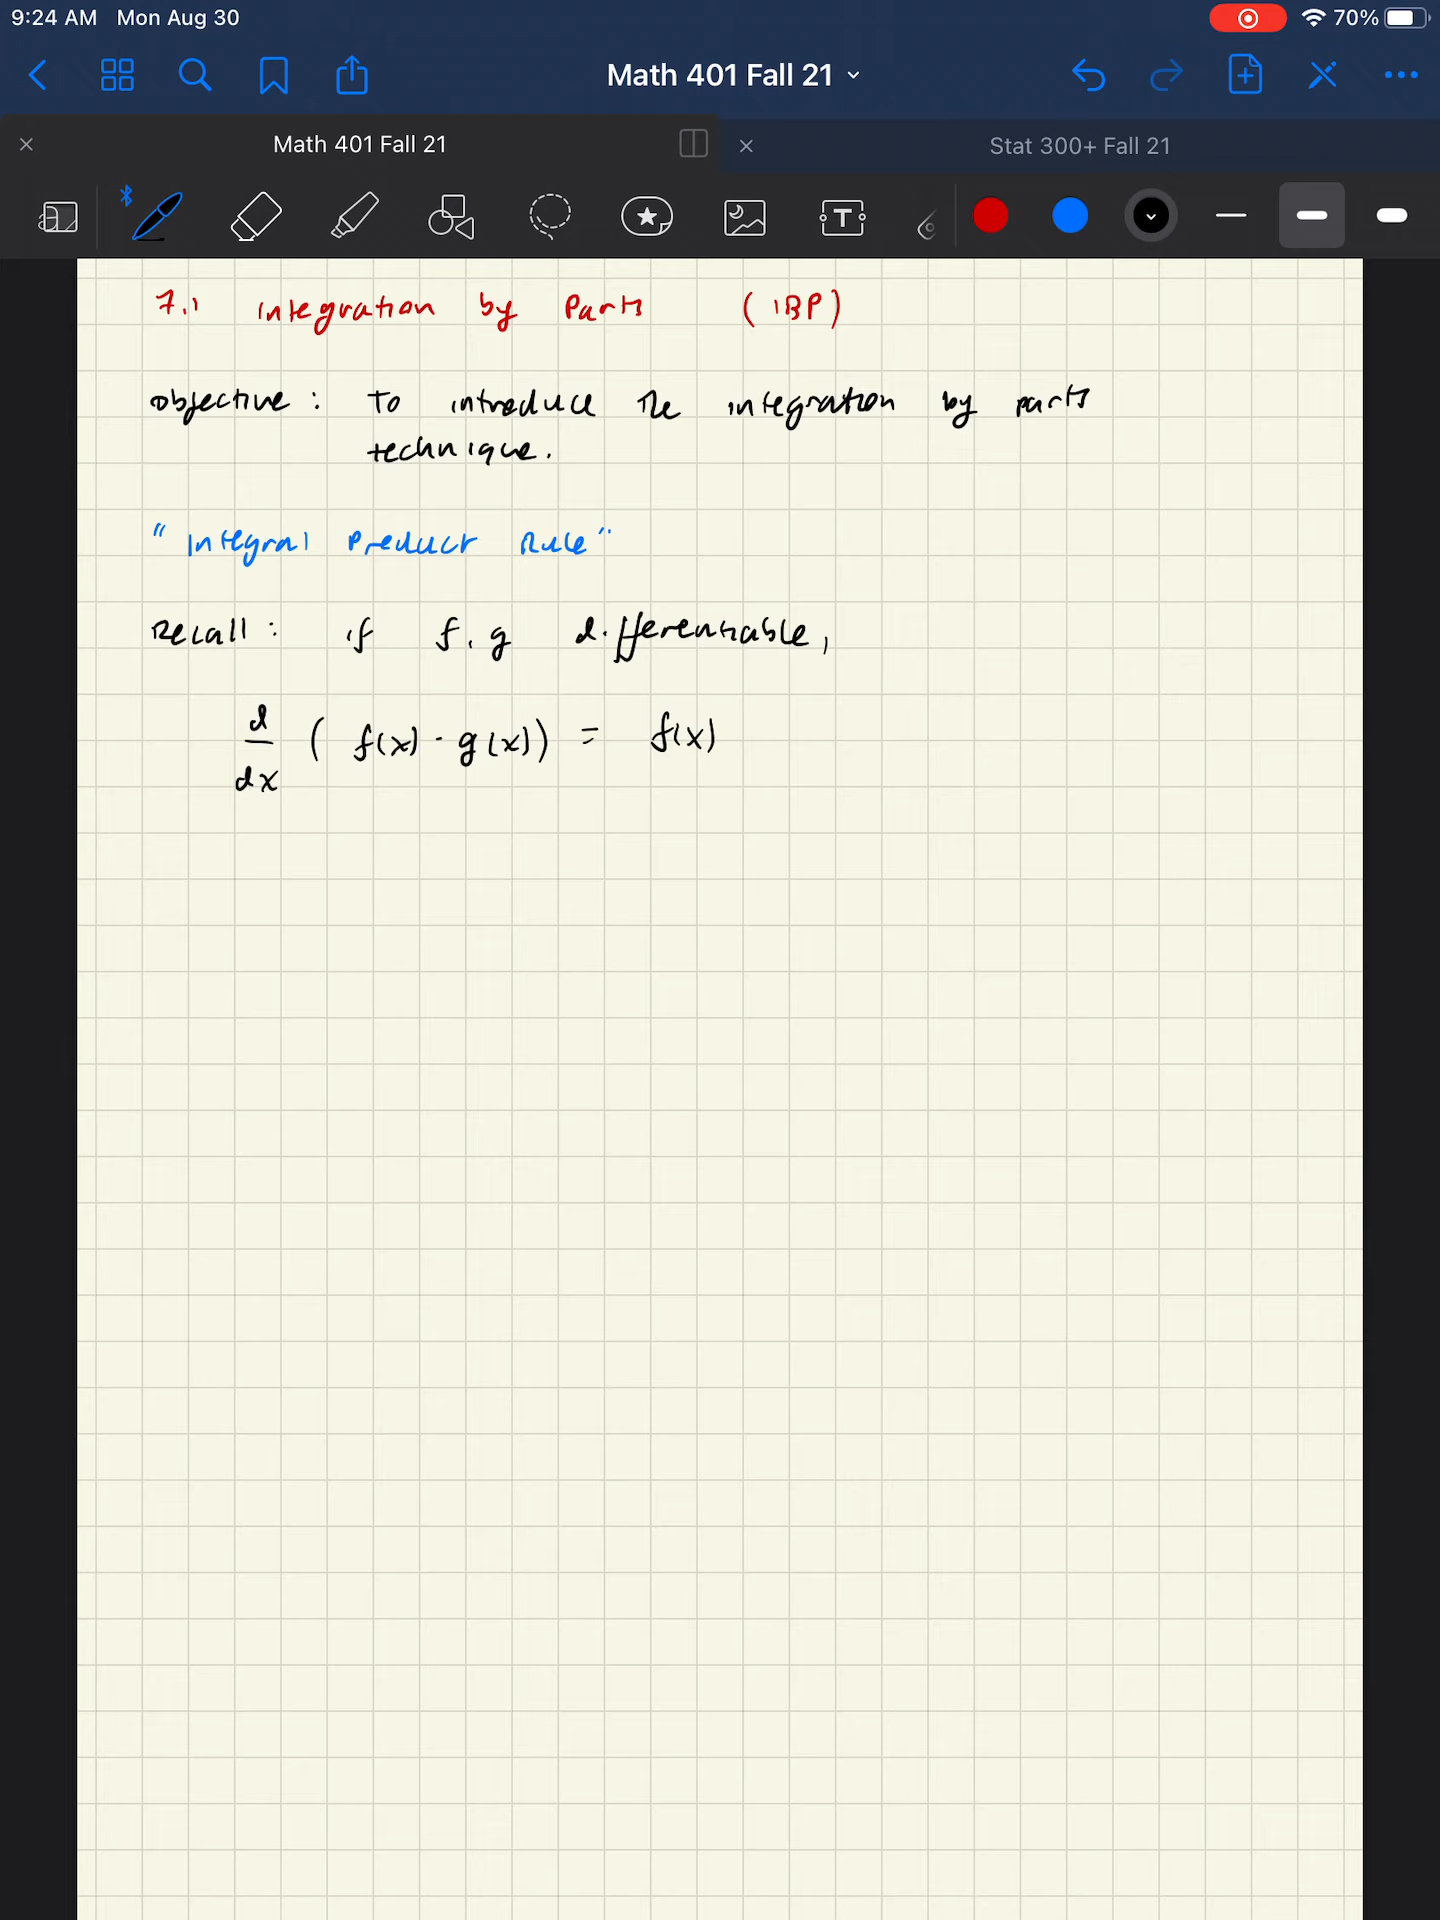 9:24 AM Mon Aug 30 70%
Math 401 Fall 21
Math 401 Fall 21 Stat 300+ Fall 21
7.1 Integration by Parts (IBP)
Objective: To introduce the integration by parts
technique.
"Integral Product Rule"
Recall: if f, g differentiable,
d/dx ( f(x) · g(x)) = f(x)